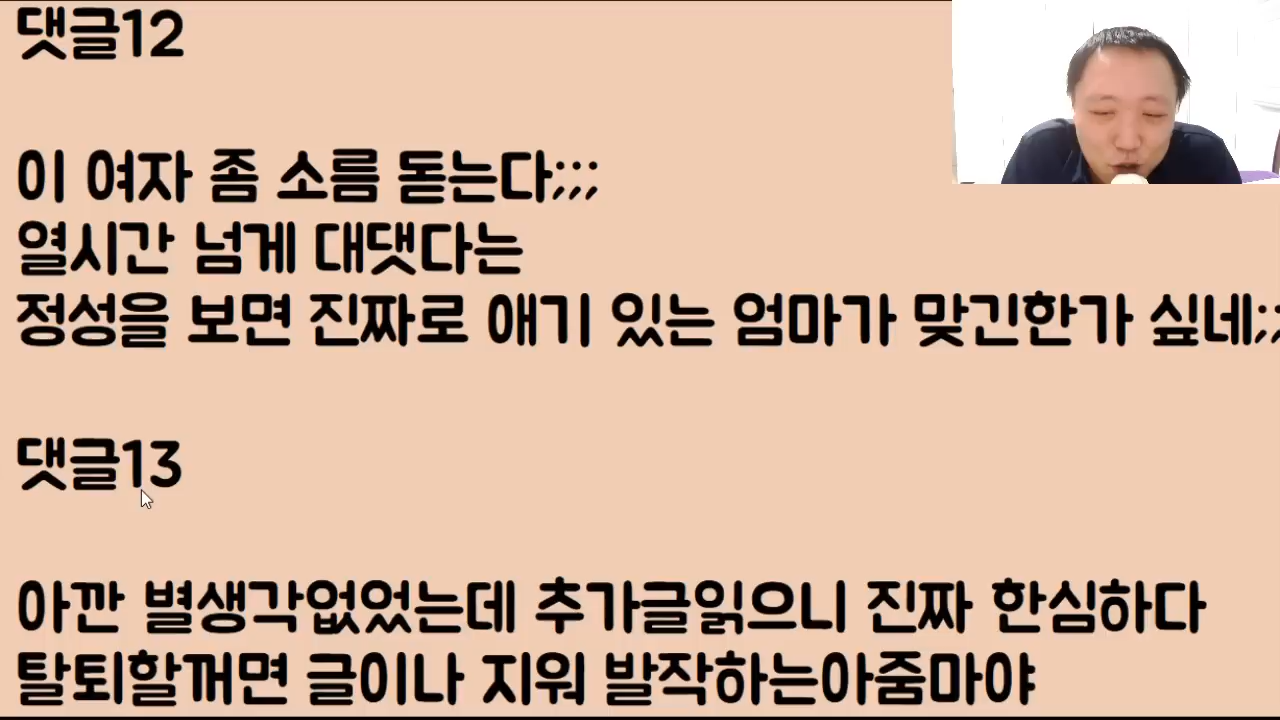 댓글12
이 여자 좀 소름 돋는다;;;
열시간 넘게 대댓다는
정성을 보면 진짜로 애기 있는 엄마가 맞긴한가 싶네;;
댓글13
아깐 별생각없었는데 추가글읽으니 진짜 한심하다
탈퇴할꺼면 글이나 지워 발작하는아줌마야